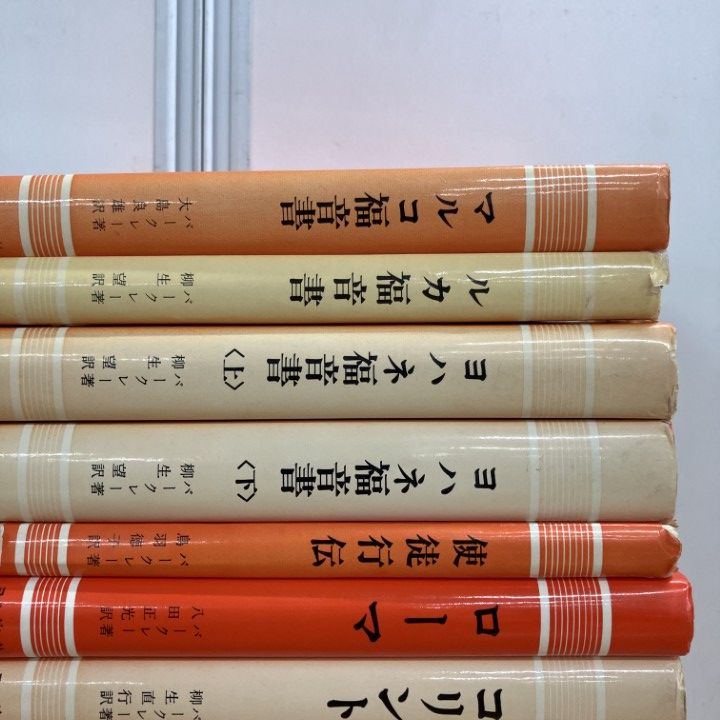 マルコ福音書
バークレー著
大島良雄訳
ルカ福音書
バークレー著
柳生望訳
ヨハネ福音書〈上〉
バークレー著
柳生望訳
ヨハネ福音書〈下〉
バークレー著
柳生望訳
使徒行伝
バークレー著
ローマ
バークレー著
八田正光訳
コリント
バークレー著
柳生直行訳